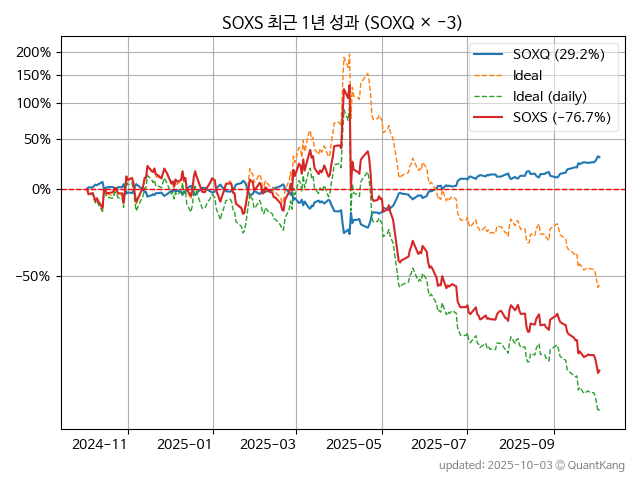 SOXS 최근 1년 성과 (SOXQ × −3)
200%
150%
100%
50%
0%
−50%
SOXQ (29.2%)
Ideal
Ideal (daily)
SOXS (−76.7%)
2024-11
2025-01
2025-03
2025-05
2025-07
2025-09
updated: 2025-10-03 © QuantKang